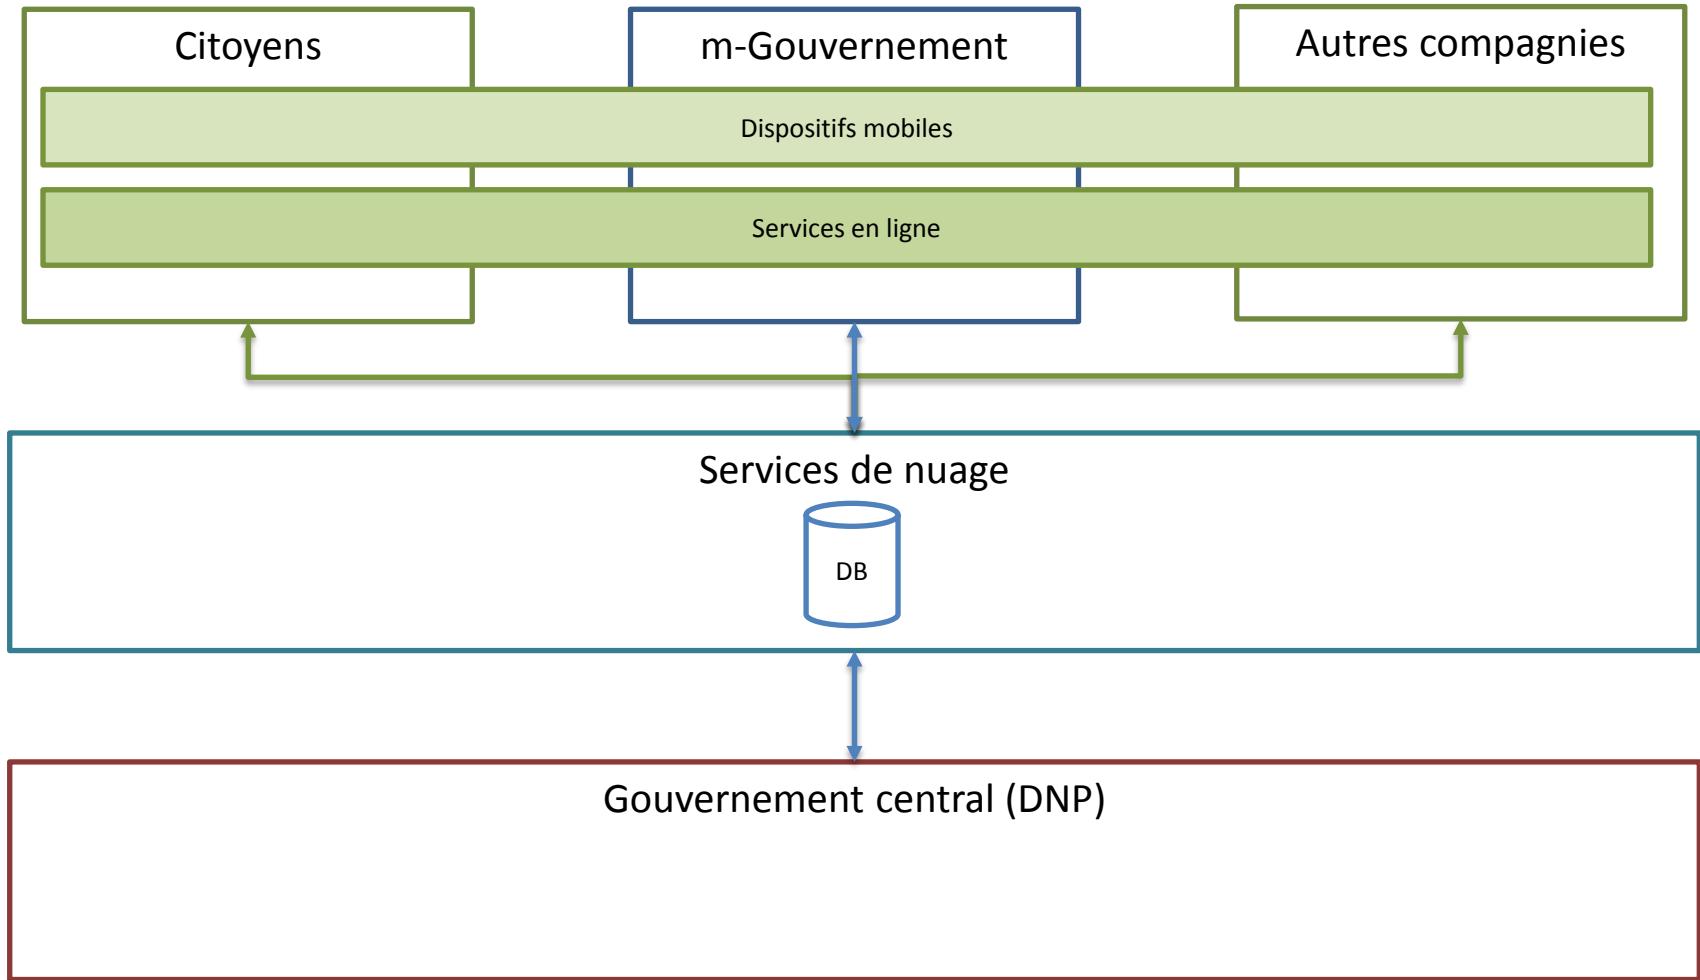 Citoyens
m-Gouvernement
Autres compagnies
Dispositifs mobiles
Services en ligne
Services de nuage
DB
Gouvernement central (DNP)